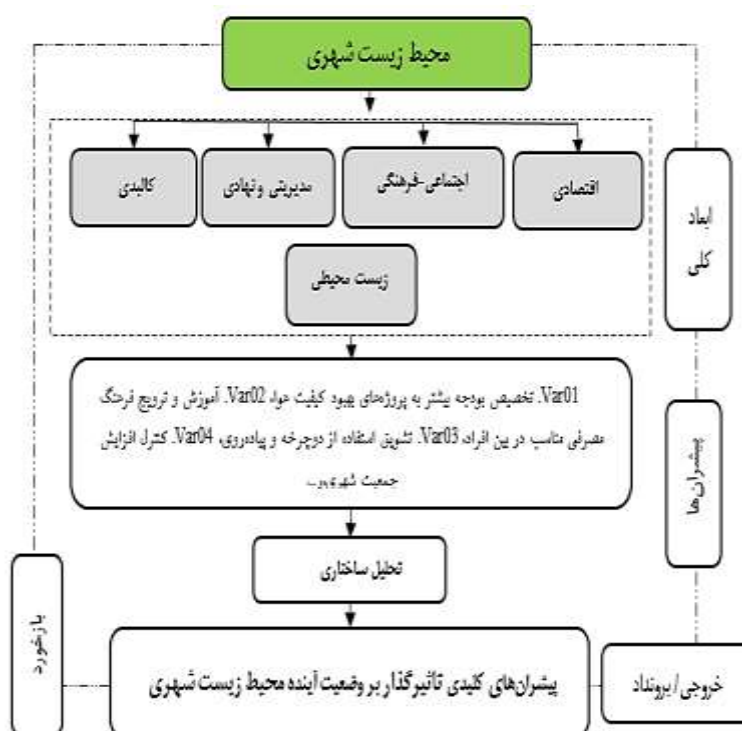 محیط زیست شهری
اقتصادی
اجتماعی-فرهنگی
مدیریتی ونهادی
کالبدی
زیست محیطی
ابعاد
کلی
Var01. تخصیص بودجه بیشتر به پروژه‌های بهبود کیفیت هوا، Var02. آموزش و ترویج فرهنگ
مصرفی مناسب در بین افراد، Var03. تشویق استفاده از دوچرخه و پیاده‌روی، Var04. کنترل افزایش
جمعیت شهری،و...
پیشران‌ها
تحلیل ساختاری
پیشران‌های کلیدی تاثیرگذار بر وضعیت آینده محیط زیست شهری
خروجی/برونداد
بازخورد